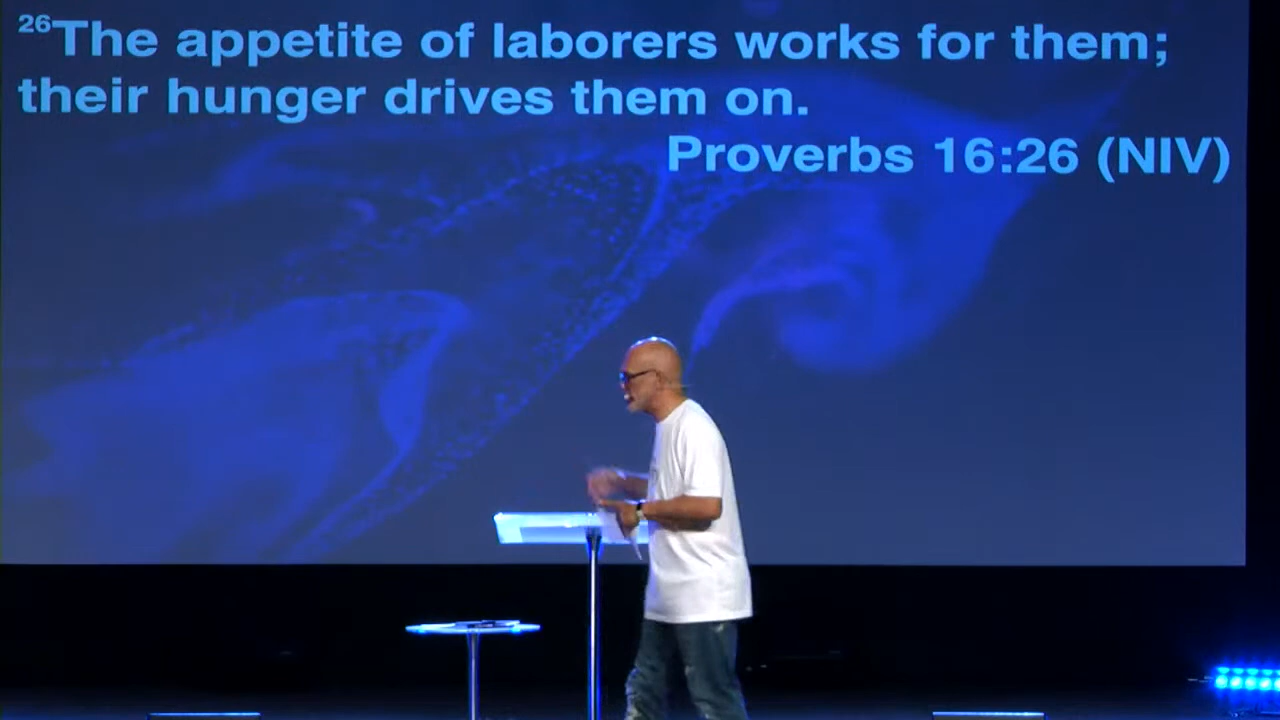 26The appetite of laborers works for them;
their hunger drives them on.
Proverbs 16:26 (NIV)